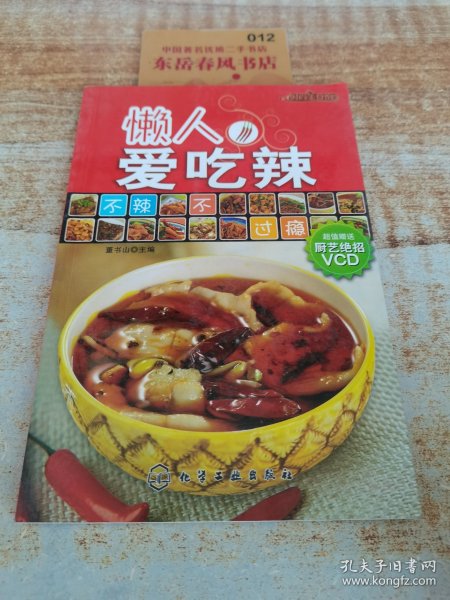 012
中国著名优秀二手书店
东岳春风书店
懒人
爱吃辣
不辣不
过瘾
董书山◎主编
超值赠送
厨艺绝招
VCD
化学工业出版社
孔夫子旧书网
www.kongfz.com